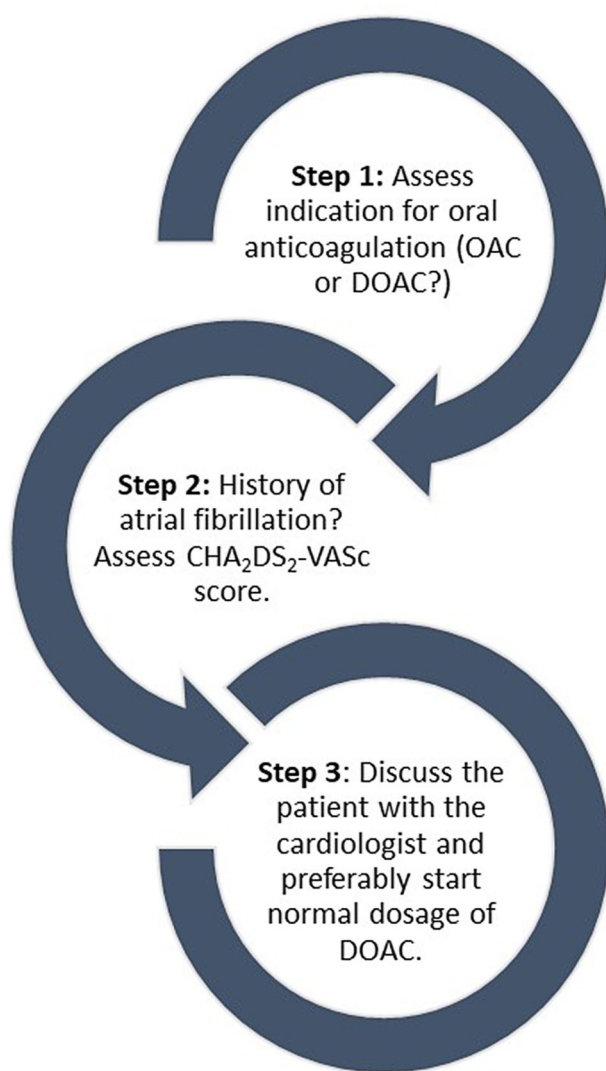 Step 1: Assess
indication for oral
anticoagulation (OAC
or DOAC?)
Step 2: History of
atrial fibrillation?
Assess CHA₂DS₂-VASc
score.
Step 3: Discuss the
patient with the
cardiologist and
preferably start
normal dosage of
DOAC.